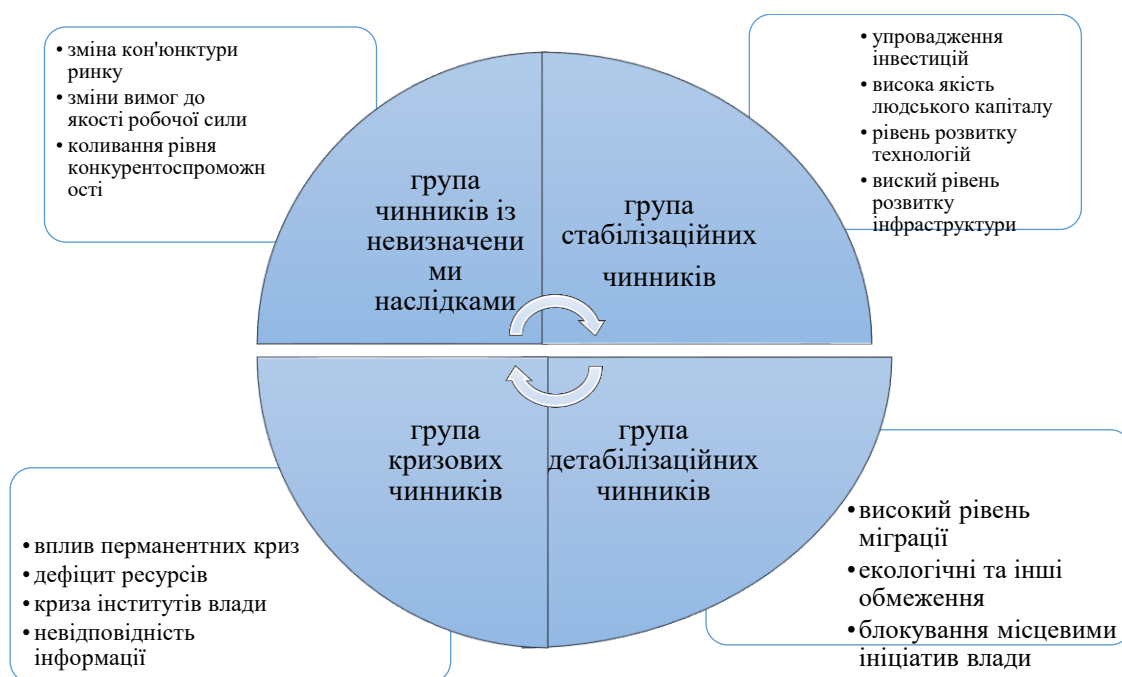 • зміна кон'юнктури
ринку
• зміни вимог до
якості робочої сили
• коливання рівня
конкурентоспроможн
ості
• упровадження
інвестицій
• висока якість
людського капіталу
• рівень розвитку
технологій
• виский рівень
розвитку
інфраструктури
група
чинників із
невизначени
ми
наслідками
група
стабілізаційних
чинників
група
кризових
чинників
група
детабілізаційних
чинників
• вплив перманентних криз
• дефіцит ресурсів
• криза інститутів влади
• невідповідність
інформації
• високий рівень
міграції
• екологічні та інші
обмеження
• блокування місцевими
ініціатив влади